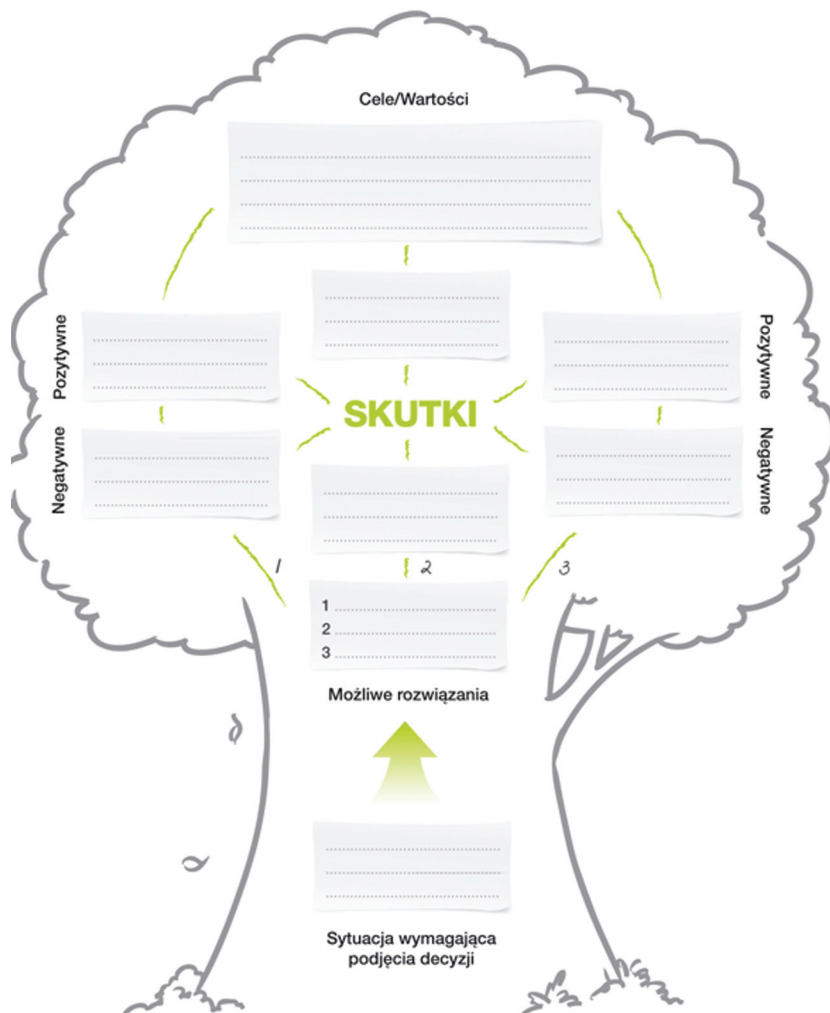 Cele/Wartości
Pozytywne
Pozytywne
SKUTKI
Negatywne
Negatywne
1
2
3
1
2
3
Możliwe rozwiązania
Sytuacja wymagająca
podjęcia decyzji